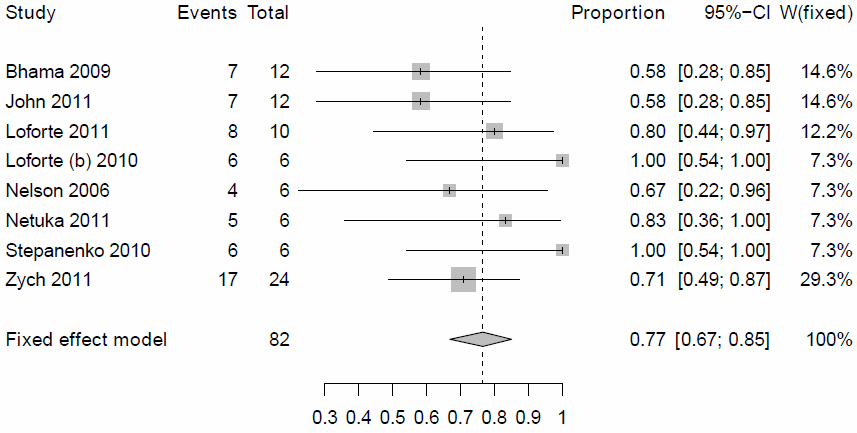 Study Events Total Proportion 95%−CI W(fixed)
Bhama 2009 7 12 0.58 [0.28; 0.85] 14.6%
John 2011 7 12 0.58 [0.28; 0.85] 14.6%
Loforte 2011 8 10 0.80 [0.44; 0.97] 12.2%
Loforte (b) 2010 6 6 1.00 [0.54; 1.00] 7.3%
Nelson 2006 4 6 0.67 [0.22; 0.96] 7.3%
Netuka 2011 5 6 0.83 [0.36; 1.00] 7.3%
Stepanenko 2010 6 6 1.00 [0.54; 1.00] 7.3%
Zych 2011 17 24 0.71 [0.49; 0.87] 29.3%
Fixed effect model 82 0.77 [0.67; 0.85] 100%
0.3 0.4 0.5 0.6 0.7 0.8 0.9 1